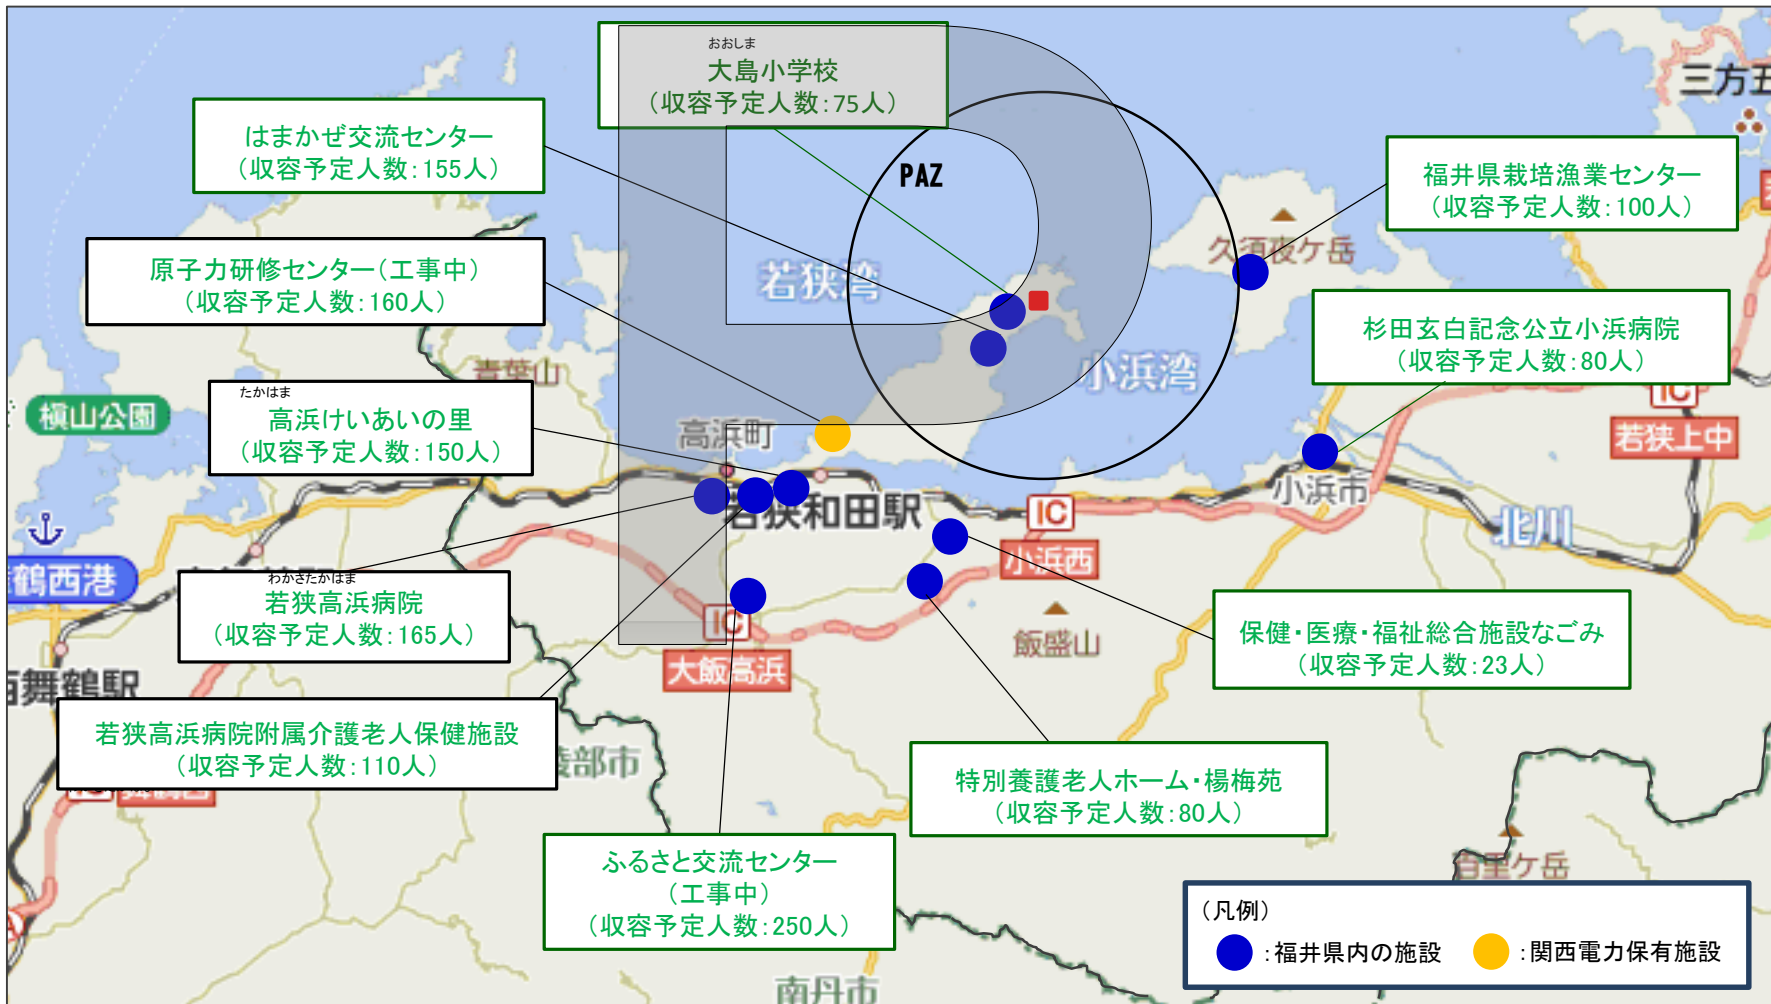 おおしま
大島小学校
（収容予定人数：75人）
はまかぜ交流センター
（収容予定人数：155人）
PAZ
福井県栽培漁業センター
（収容予定人数：100人）
三方五
久須夜ケ岳
原子力研修センター（工事中）
（収容予定人数：160人）
若狭湾
杉田玄白記念公立小浜病院
（収容予定人数：80人）
小浜湾
青葉山
IC
若狭上中
槇山公園
たかはま
高浜けいあいの里
（収容予定人数：150人）
高浜町
小浜市
若狭和田駅
IC
小浜西
北川
鶴西港
わかさたかはま
若狭高浜病院
（収容予定人数：165人）
IC
大飯高浜
飯盛山
保健・医療・福祉総合施設なごみ
（収容予定人数：23人）
舞鶴駅
若狭高浜病院附属介護老人保健施設
（収容予定人数：110人）
綾部市
特別養護老人ホーム・楊梅苑
（収容予定人数：80人）
ふるさと交流センター
（工事中）
（収容予定人数：250人）
百里ケ岳
南丹市
（凡例）
：福井県内の施設
：関西電力保有施設